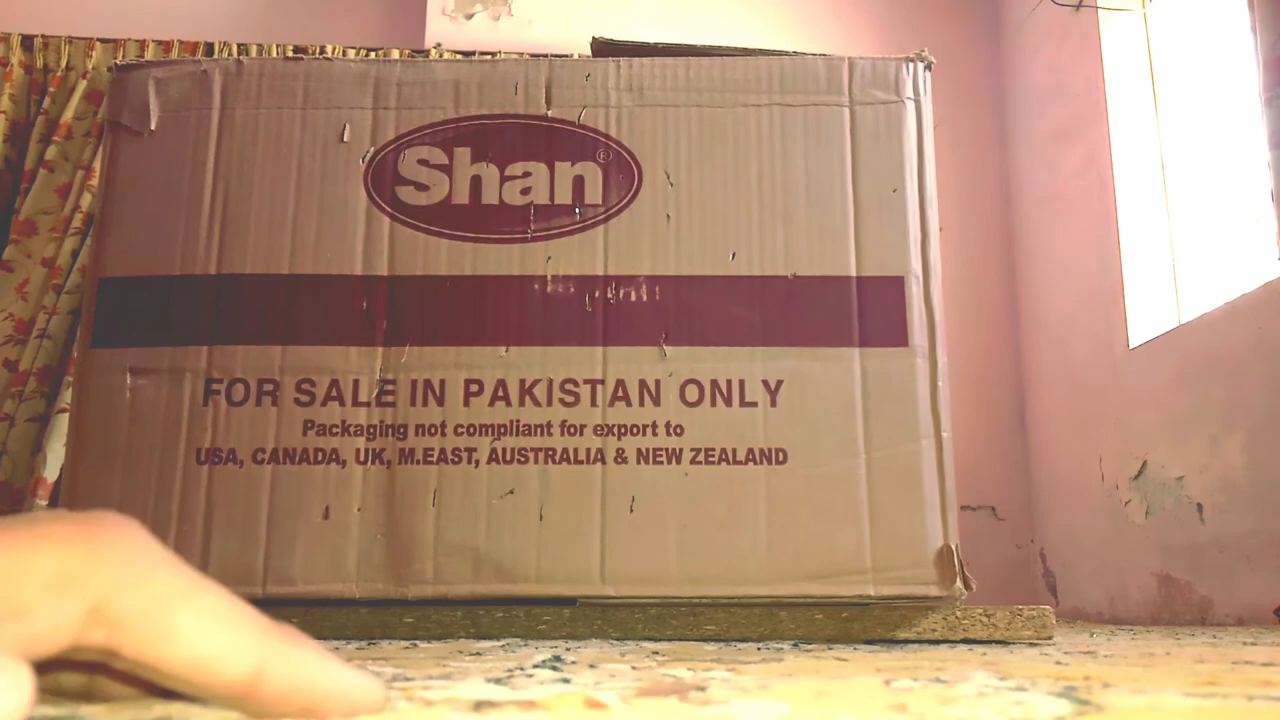 Shan®
FOR SALE IN PAKISTAN ONLY
Packaging not compliant for export to
USA, CANADA, UK, M.EAST, AUSTRALIA & NEW ZEALAND